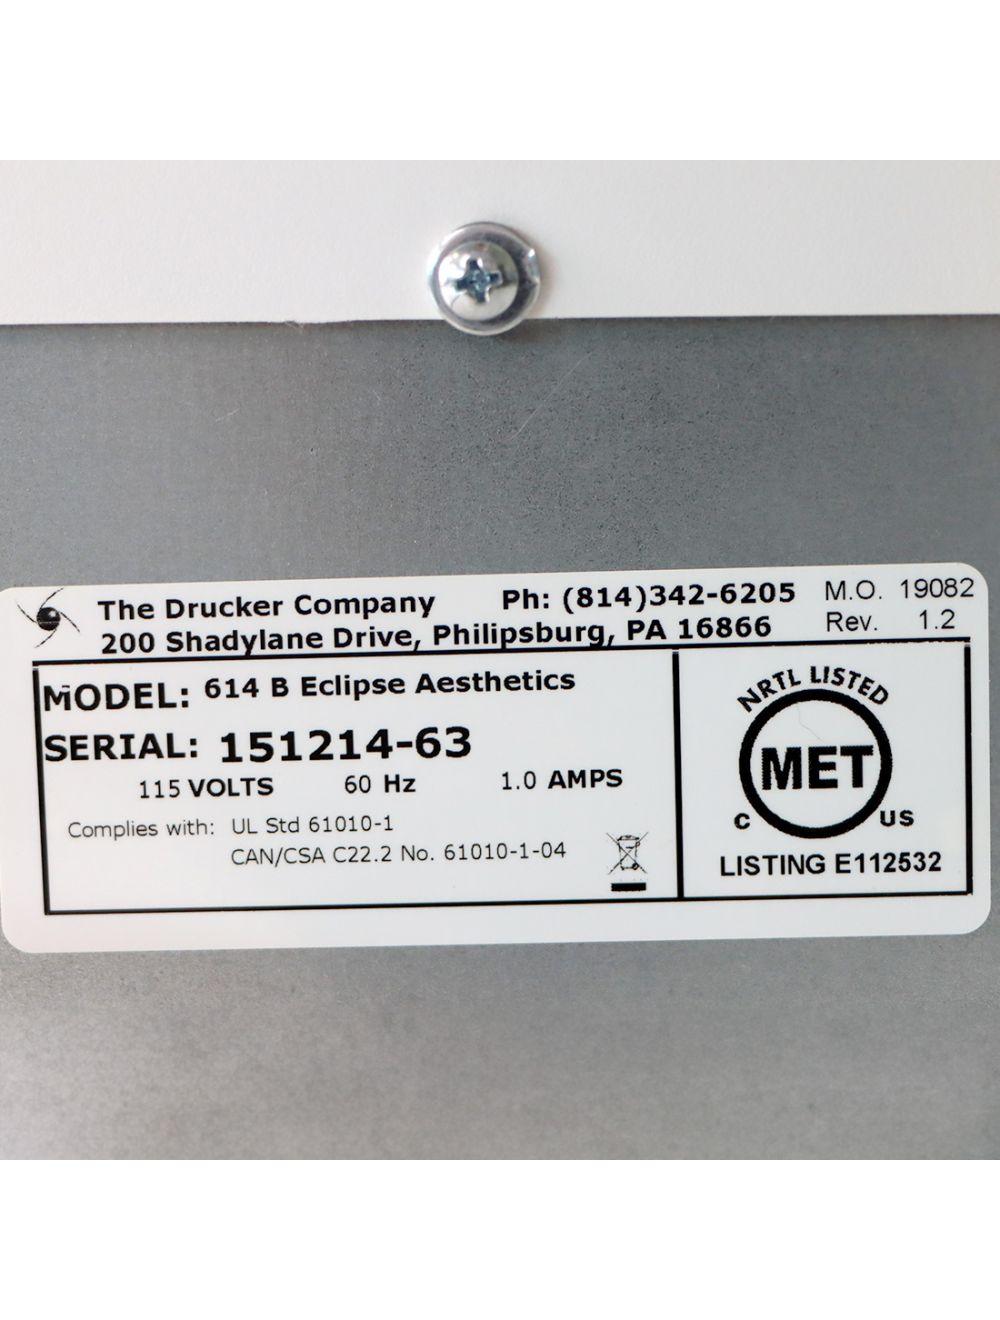 The Drucker Company Ph: (814)342-6205 M.O. 19082
200 Shadylane Drive, Philipsburg, PA 16866 Rev. 1.2
MODEL: 614 B Eclipse Aesthetics
SERIAL: 151214-63
115 VOLTS 60 Hz 1.0 AMPS
Complies with: UL Std 61010-1
CAN/CSA C22.2 No. 61010-1-04
NRTL LISTED
MET
C US
LISTING E112532